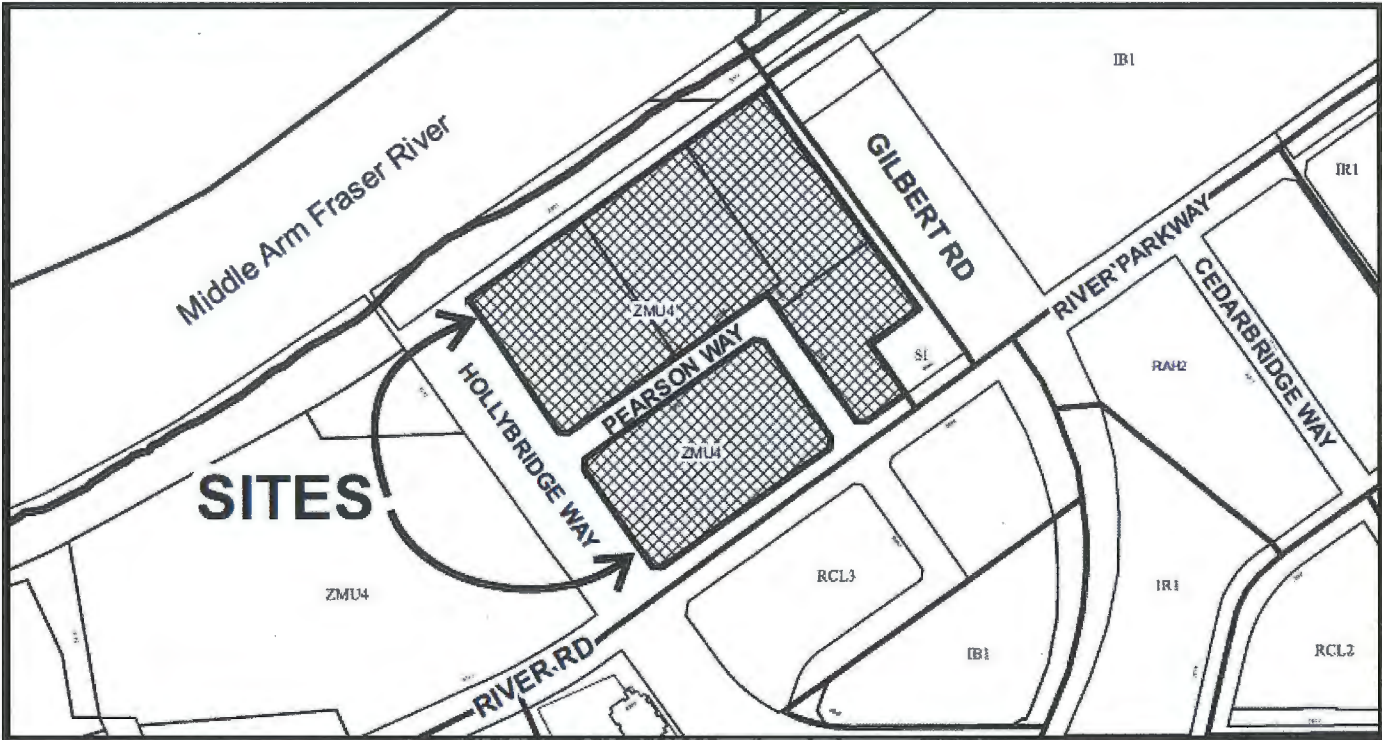 IB1
IR1
GILBERT RD
Middle Arm Fraser River
RIVER PARKWAY
CEDARBRIDGE WAY
ZMU4
PEARSON WAY
SI
RAH2
HOLLYBRIDGE WAY
ZMU4
SITES
RCL3
ZMU4
IR1
IB1
RCL2
RIVER RD